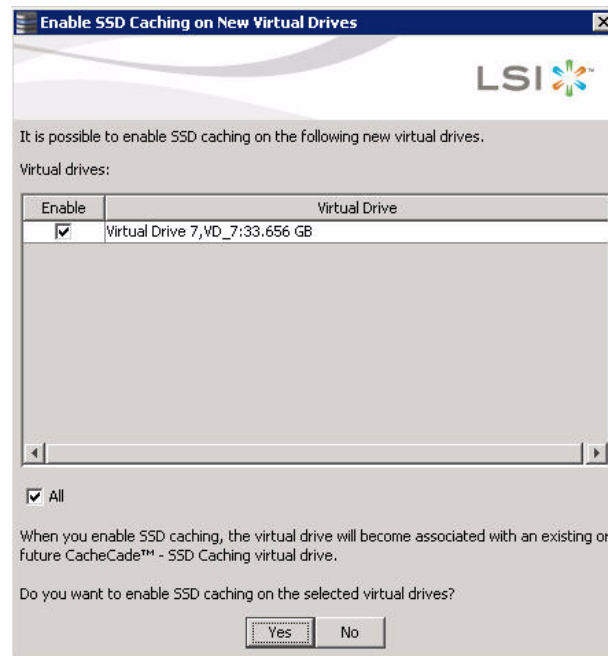 Enable SSD Caching on New Virtual Drives
LSI
It is possible to enable SSD caching on the following new virtual drives.
Virtual drives:
Enable Virtual Drive
Virtual Drive 7,VD_7:33.656 GB
All
When you enable SSD caching, the virtual drive will become associated with an existing or
future CacheCade™ - SSD Caching virtual drive.
Do you want to enable SSD caching on the selected virtual drives?
Yes No